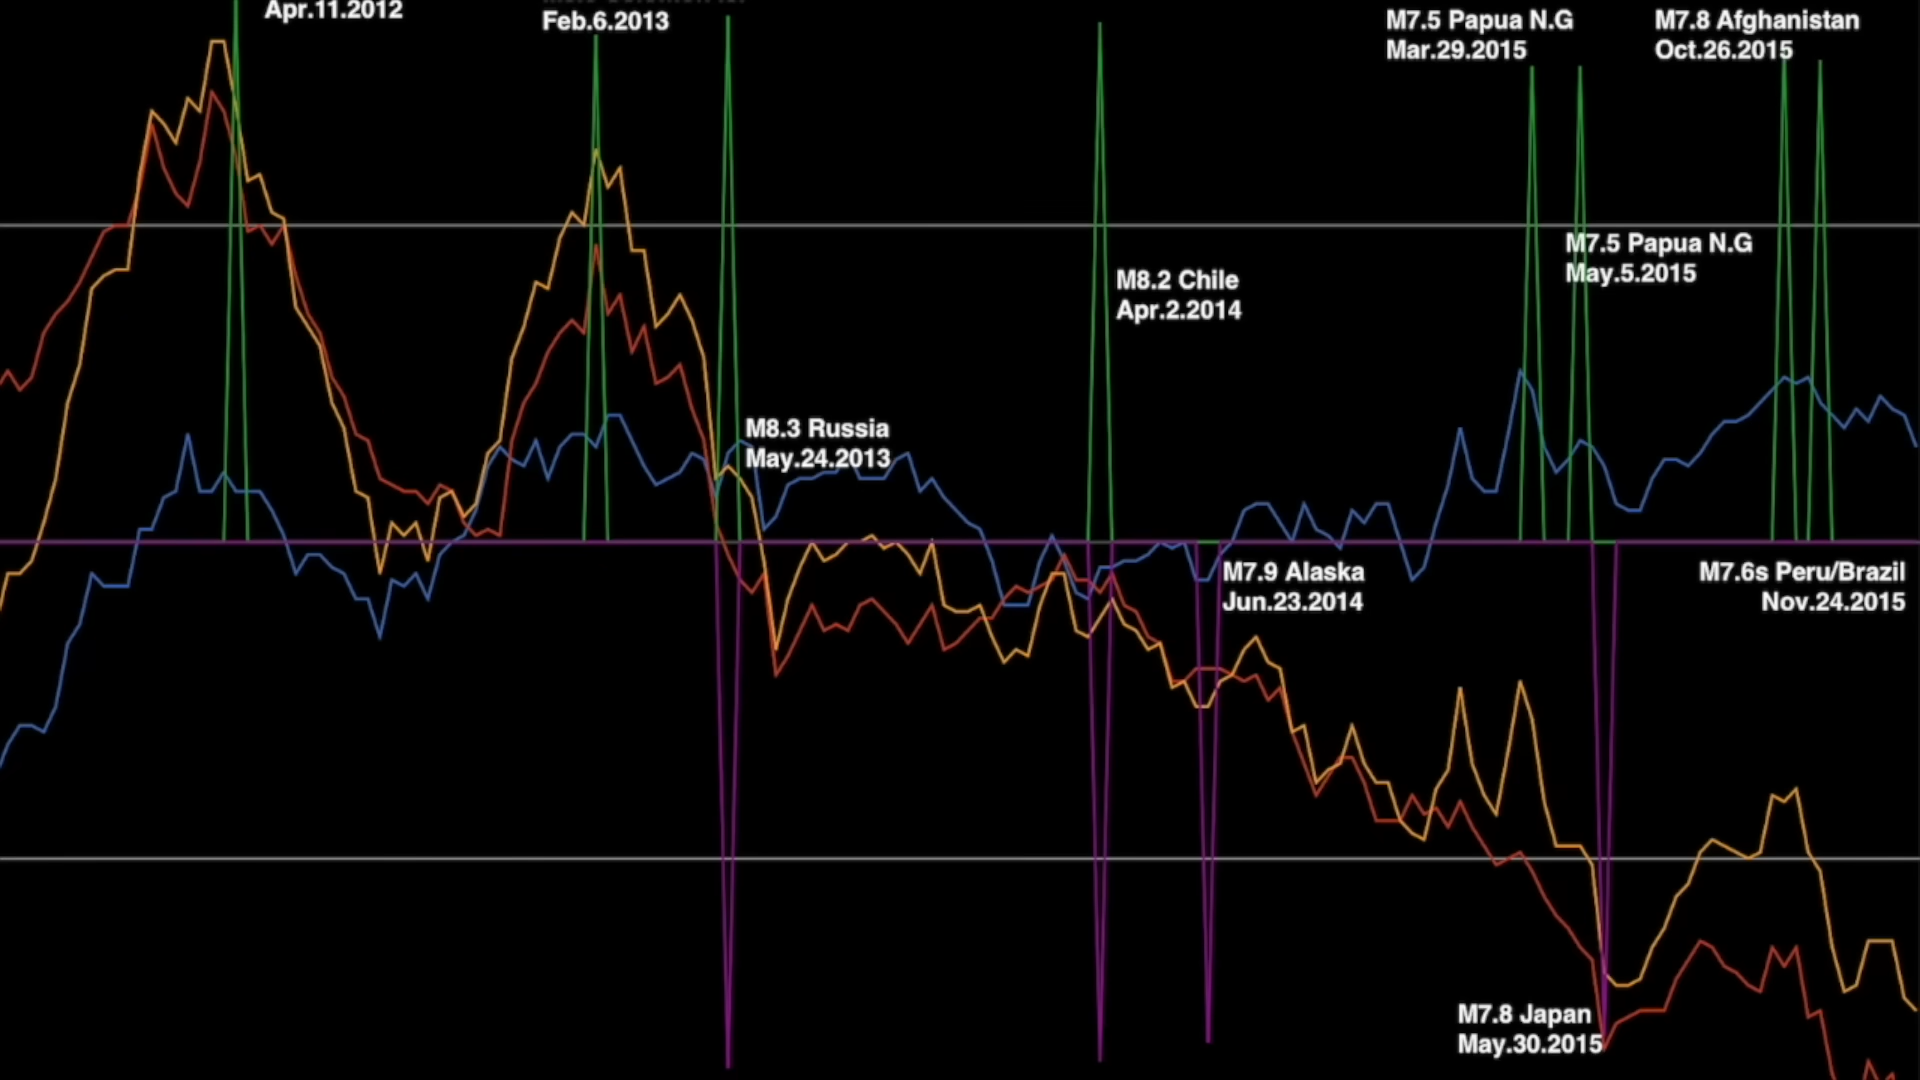 Apr.11.2012
Feb.6.2013
M7.5 Papua N.G
Mar.29.2015
M7.8 Afghanistan
Oct.26.2015
M7.5 Papua N.G
May.5.2015
M8.2 Chile
Apr.2.2014
M8.3 Russia
May.24.2013
M7.9 Alaska
Jun.23.2014
M7.6s Peru/Brazil
Nov.24.2015
M7.8 Japan
May.30.2015